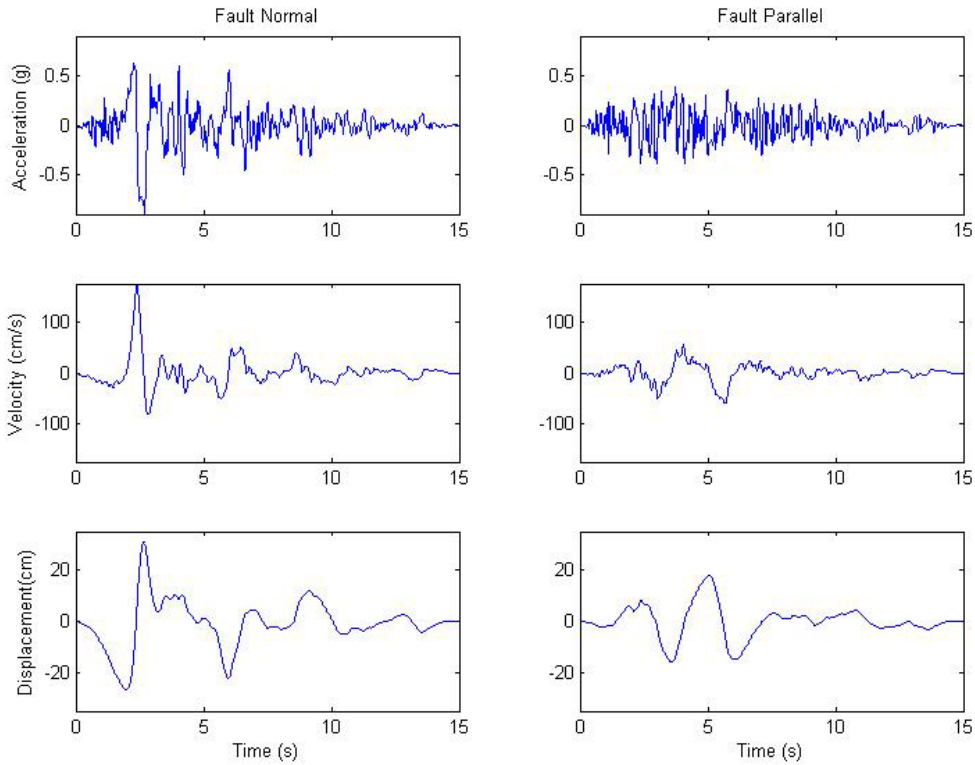 Fault Normal
Fault Parallel
Acceleration (g)
0.5
0
-0.5
0 5 10 15
0.5
0
-0.5
0 5 10 15
Velocity (cm/s)
100
0
-100
0 5 10 15
100
0
-100
0 5 10 15
Displacement(cm)
20
0
-20
0 5 10 15
Time (s)
20
0
-20
0 5 10 15
Time (s)